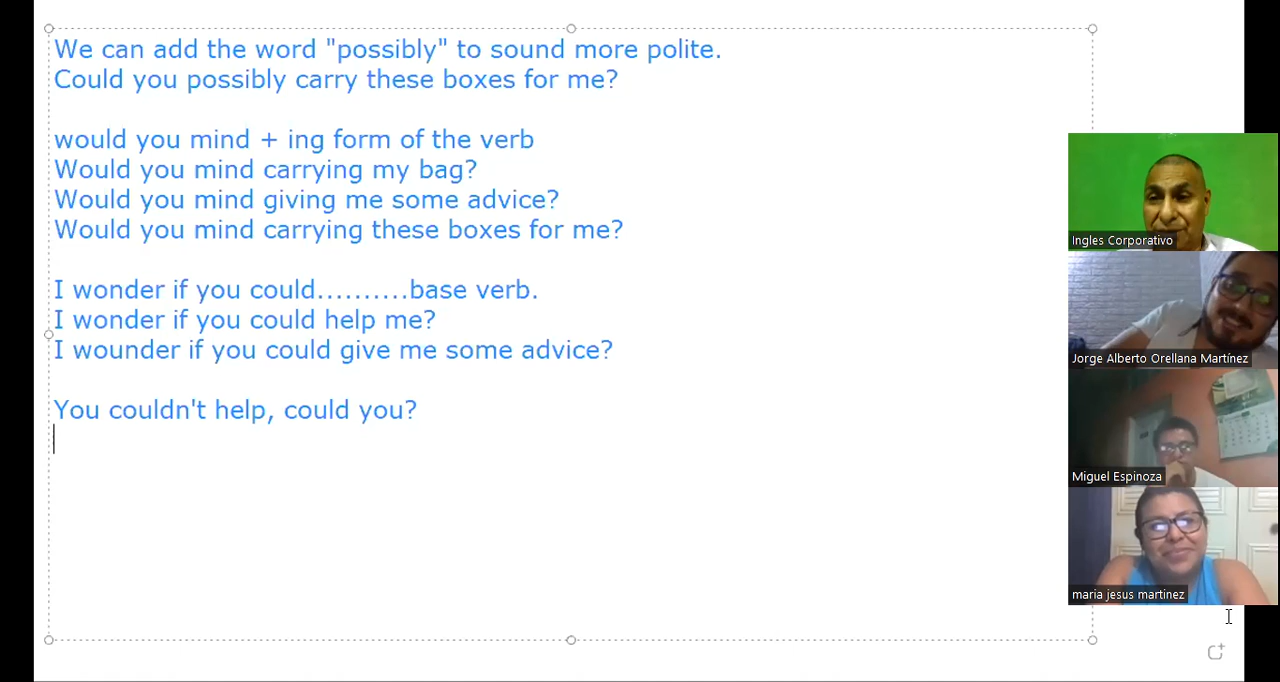 We can add the word "possibly" to sound more polite.
Could you possibly carry these boxes for me?
would you mind + ing form of the verb
Would you mind carrying my bag?
Would you mind giving me some advice?
Would you mind carrying these boxes for me?
I wonder if you could..........base verb.
I wonder if you could help me?
I wounder if you could give me some advice?
You couldn't help, could you?
Ingles Corporativo
Jorge Alberto Orellana Martínez
Miguel Espinoza
maria jesus martinez